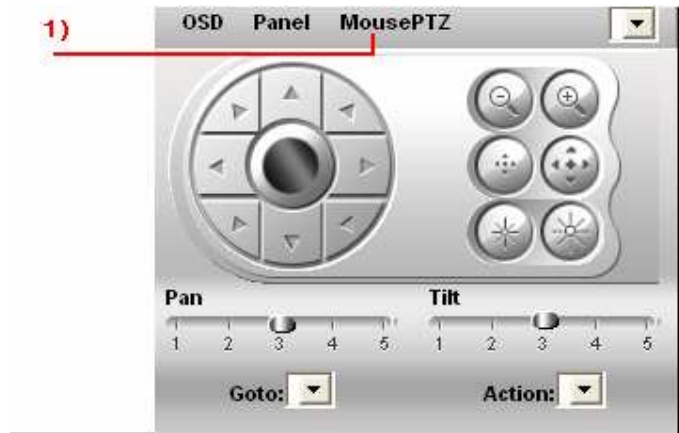 1)
OSD Panel MousePTZ
Pan Tilt
1 2 3 4 5 1 2 3 4 5
Goto: Action: